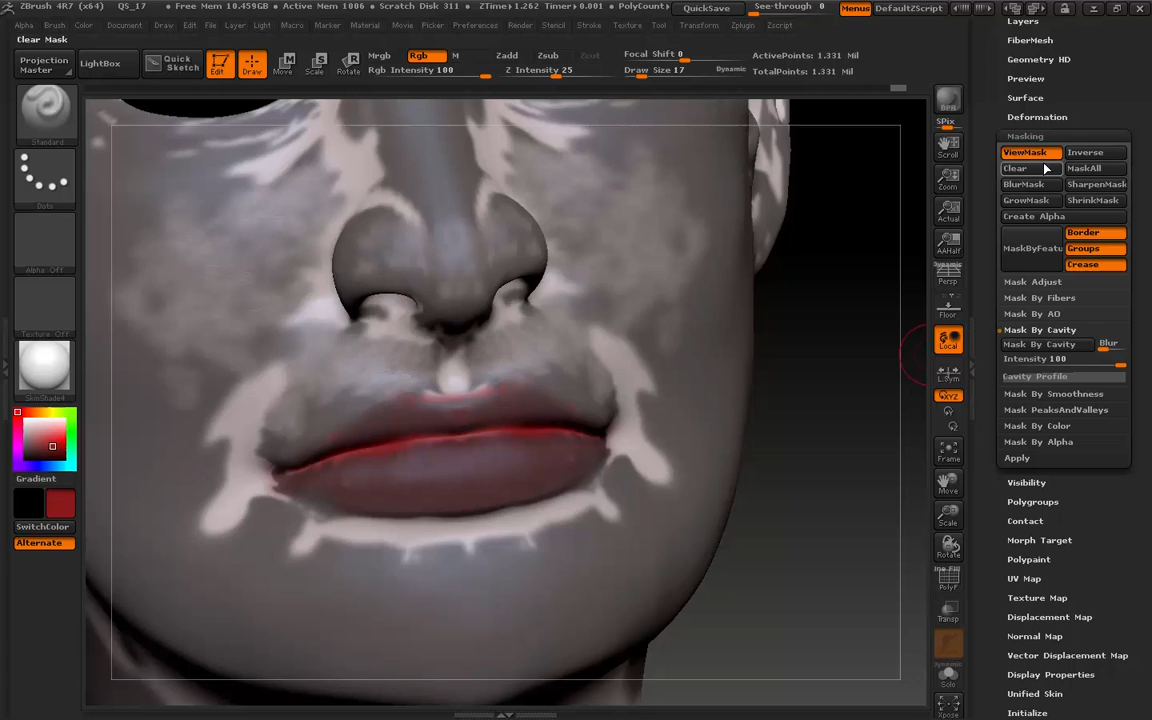 ZBrush 4R7 (x64) QS_17 • Free Mem 10.459GB • Active Mem 1006 • Scratch Disk 311 • ZTime▸1.262 Timer▸0.001 • PolyCount▸ QuickSave See-through 0 Menus DefaultZScript
Alpha Brush Color Document Draw Edit File Layer Light Macro Marker Material Movie Picker Preferences Render Stencil Stroke Texture Tool Transform Zplugin Zscript
Clear Mask
Projection
Master
LightBox
Quick
Sketch
Edit
Draw
Move
Scale
Rotate
Mrgb Rgb M
Rgb Intensity 100
Zadd Zsub Zcut
Z Intensity 25
Focal Shift 0
Draw Size 17
Dynamic
ActivePoints: 1.331 Mil
TotalPoints: 1.331 Mil
Standard
Dots
Alpha Off
Texture Off
SkinShade4
Gradient
SwitchColor
Alternate
BPR
SPix
Scroll
Zoom
Actual
AAHalf
Dynamic
Persp
Floor
Local
L.Sym
XYZ
Frame
Move
Scale
Rotate
Line Fill
PolyF
Transp
Dynamic
Solo
Xpose
Layers
FiberMesh
Geometry HD
Preview
Surface
Deformation
Masking
ViewMask Inverse
Clear MaskAll
BlurMask SharpenMask
GrowMask ShrinkMask
Create Alpha
MaskByFeatu
Border
Groups
Crease
Mask Adjust
Mask By Fibers
Mask By AO
Mask By Cavity
Mask By Cavity Blur
Intensity 100
Cavity Profile
Mask By Smoothness
Mask PeaksAndValleys
Mask By Color
Mask By Alpha
Apply
Visibility
Polygroups
Contact
Morph Target
Polypaint
UV Map
Texture Map
Displacement Map
Normal Map
Vector Displacement Map
Display Properties
Unified Skin
Initialize